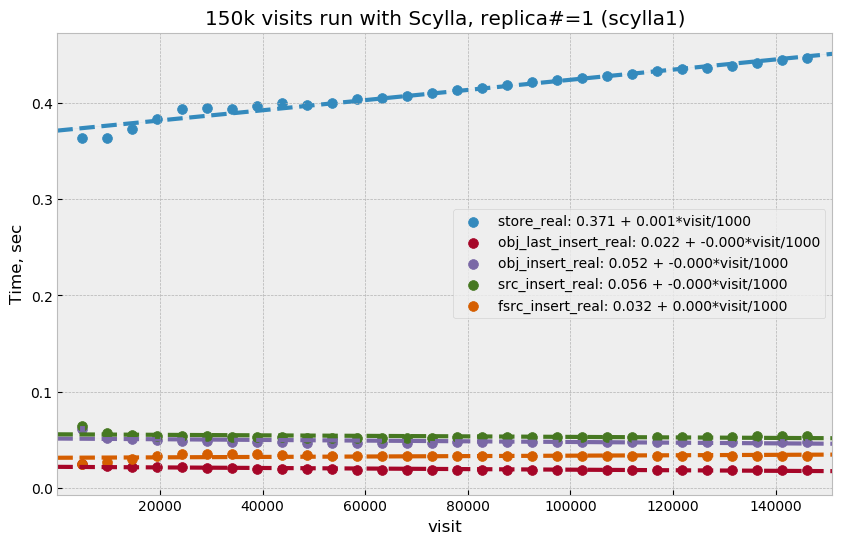 150k visits run with Scylla, replica#=1 (scylla1)
Time, sec
0.4
0.3
0.2
0.1
0.0
store_real: 0.371 + 0.001*visit/1000
obj_last_insert_real: 0.022 + -0.000*visit/1000
obj_insert_real: 0.052 + -0.000*visit/1000
src_insert_real: 0.056 + -0.000*visit/1000
fsrc_insert_real: 0.032 + 0.000*visit/1000
20000 40000 60000 80000 100000 120000 140000
visit